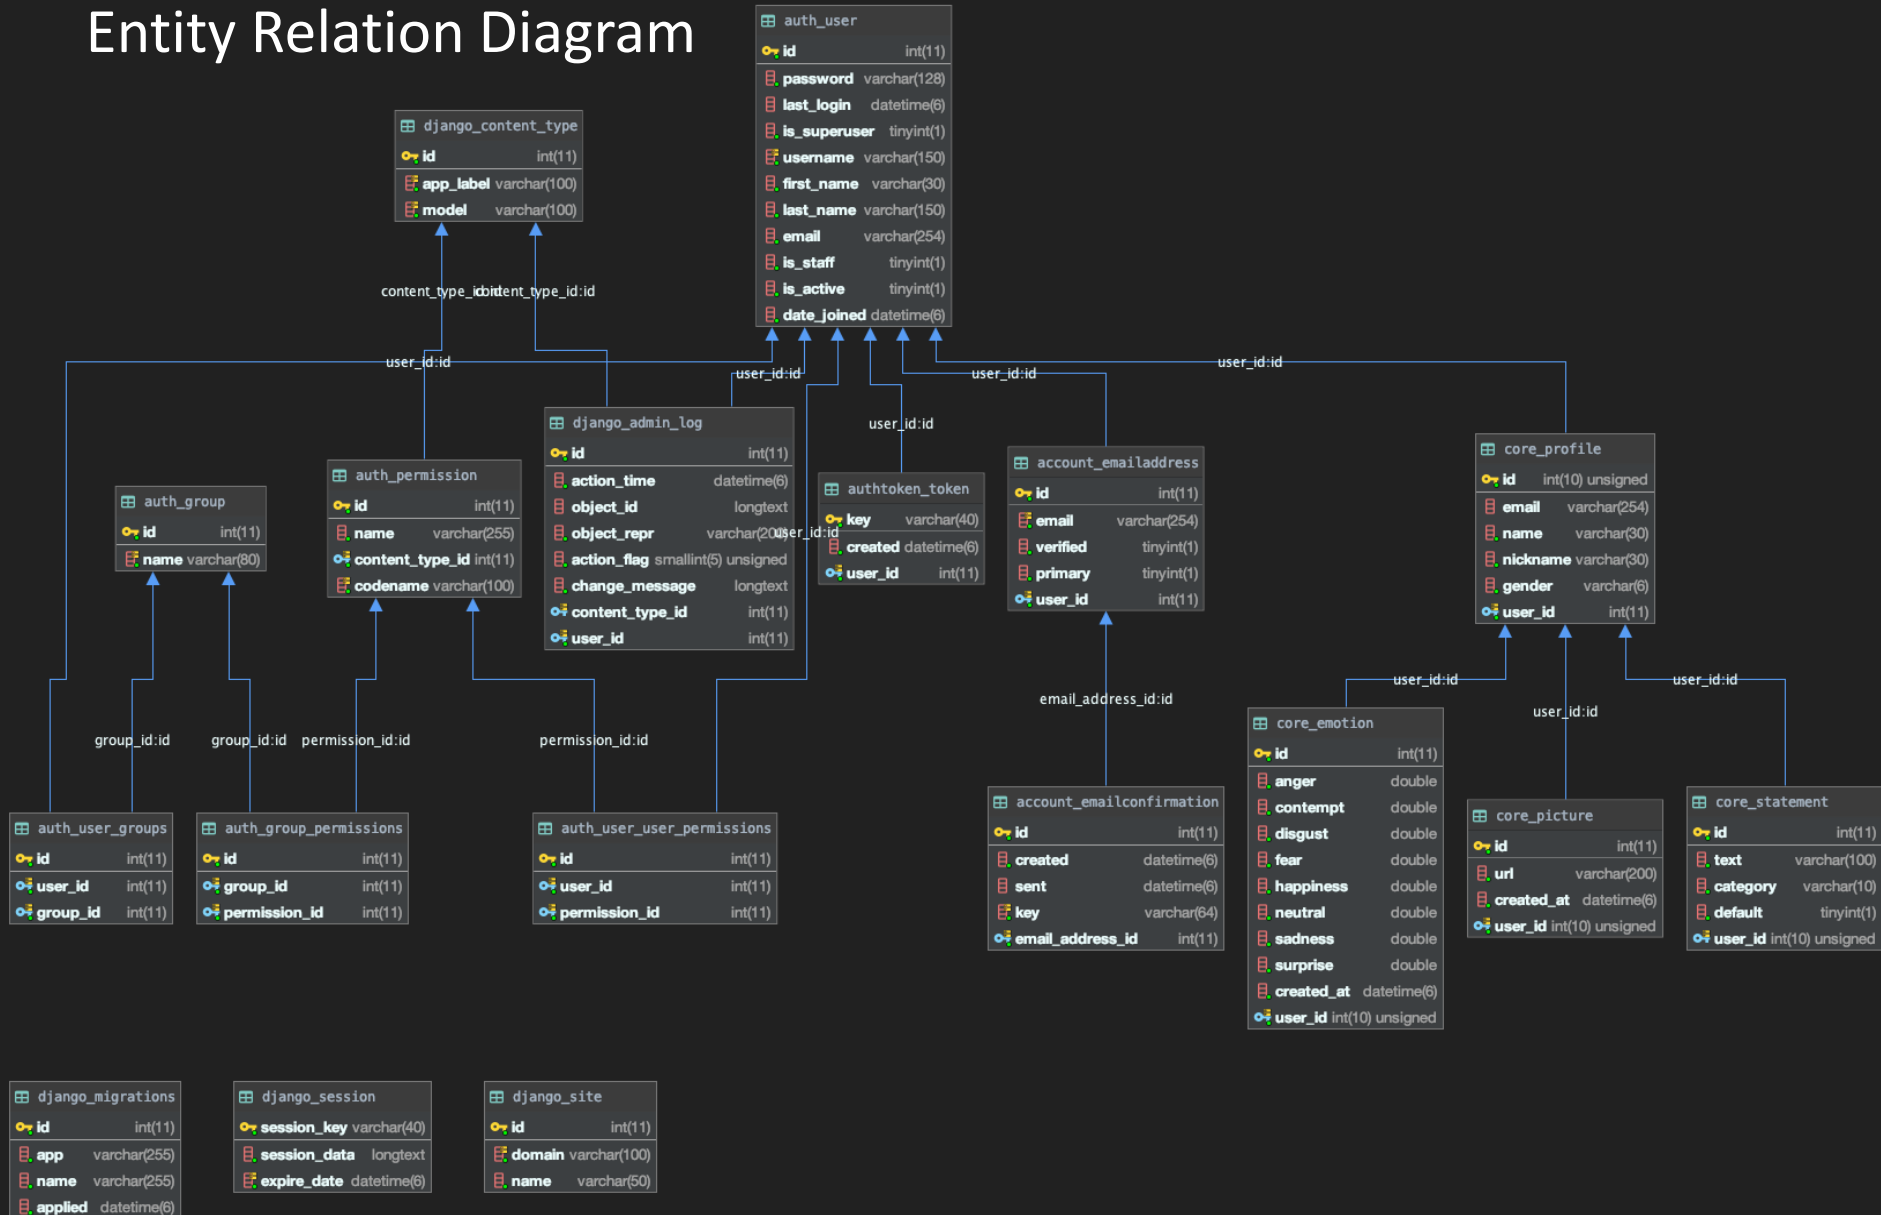 Entity Relation Diagram
auth_user
id int(11)
password varchar(128)
last_login datetime(6)
is_superuser tinyint(1)
username varchar(150)
first_name varchar(30)
last_name varchar(150)
email varchar(254)
is_staff tinyint(1)
is_active tinyint(1)
date_joined datetime(6)
django_content_type
id int(11)
app_label varchar(100)
model varchar(100)
content_type_id:id
content_type_id:id
user_id:id
user_id:id
user_id:id
user_id:id
user_id:id
user_id:id
auth_group
id int(11)
name varchar(80)
auth_permission
id int(11)
name varchar(255)
content_type_id int(11)
codename varchar(100)
django_admin_log
id int(11)
action_time datetime(6)
object_id longtext
object_repr varchar(200)
action_flag smallint(5) unsigned
change_message longtext
content_type_id int(11)
user_id int(11)
authtoken_token
key varchar(40)
created datetime(6)
user_id int(11)
account_emailaddress
id int(11)
email varchar(254)
verified tinyint(1)
primary tinyint(1)
user_id int(11)
core_profile
id int(10) unsigned
email varchar(254)
name varchar(30)
nickname varchar(30)
gender varchar(6)
user_id int(11)
group_id:id
group_id:id
permission_id:id
permission_id:id
email_address_id:id
user_id:id
user_id:id
user_id:id
auth_user_groups
id int(11)
user_id int(11)
group_id int(11)
auth_group_permissions
id int(11)
group_id int(11)
permission_id int(11)
auth_user_user_permissions
id int(11)
user_id int(11)
permission_id int(11)
account_emailconfirmation
id int(11)
created datetime(6)
sent datetime(6)
key varchar(64)
email_address_id int(11)
core_emotion
id int(11)
anger double
contempt double
disgust double
fear double
happiness double
neutral double
sadness double
surprise double
created_at datetime(6)
user_id int(10) unsigned
core_picture
id int(11)
url varchar(200)
created_at datetime(6)
user_id int(10) unsigned
core_statement
id int(11)
text varchar(100)
category varchar(10)
default tinyint(1)
user_id int(10) unsigned
django_migrations
id int(11)
app varchar(255)
name varchar(255)
applied datetime(6)
django_session
session_key varchar(40)
session_data longtext
expire_date datetime(6)
django_site
id int(11)
domain varchar(100)
name varchar(50)